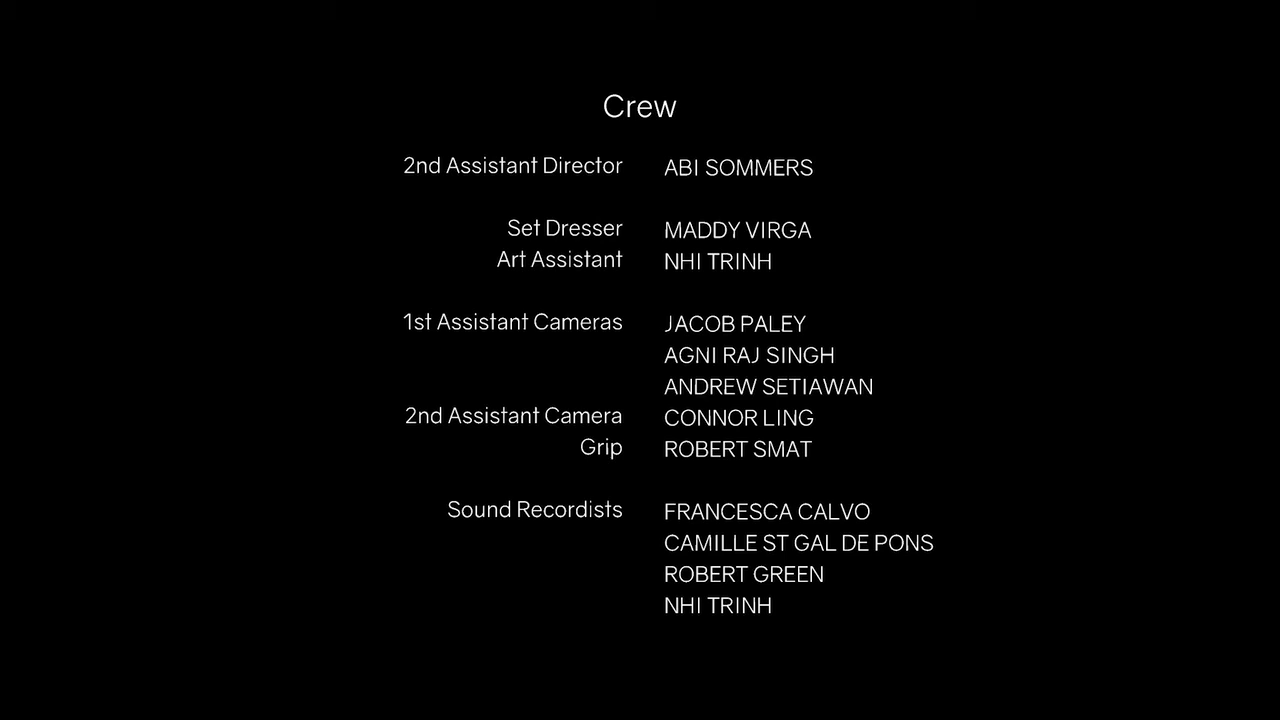 Crew
2nd Assistant Director ABI SOMMERS
Set Dresser MADDY VIRGA
Art Assistant NHI TRINH
1st Assistant Cameras JACOB PALEY
AGNI RAJ SINGH
ANDREW SETIAWAN
2nd Assistant Camera CONNOR LING
Grip ROBERT SMAT
Sound Recordists FRANCESCA CALVO
CAMILLE ST GAL DE PONS
ROBERT GREEN
NHI TRINH